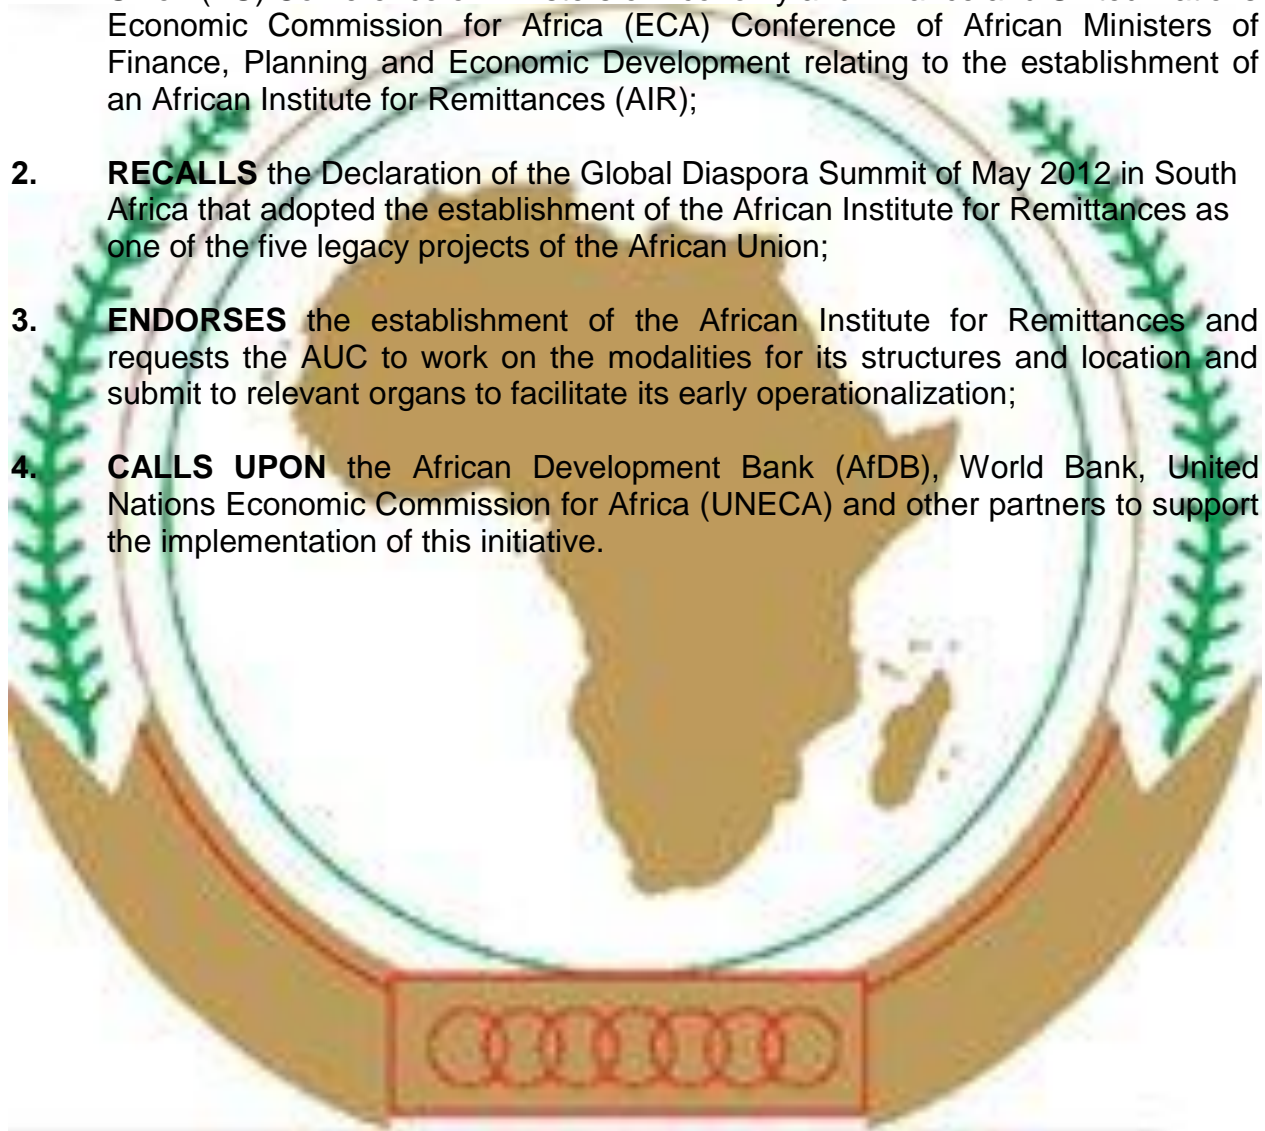 Economic Commission for Africa (ECA) Conference of African Ministers of
Finance, Planning and Economic Development relating to the establishment of
an African Institute for Remittances (AIR);
2. RECALLS the Declaration of the Global Diaspora Summit of May 2012 in South
Africa that adopted the establishment of the African Institute for Remittances as
one of the five legacy projects of the African Union;
3. ENDORSES the establishment of the African Institute for Remittances and
requests the AUC to work on the modalities for its structures and location and
submit to relevant organs to facilitate its early operationalization;
4. CALLS UPON the African Development Bank (AfDB), World Bank, United
Nations Economic Commission for Africa (UNECA) and other partners to support
the implementation of this initiative.